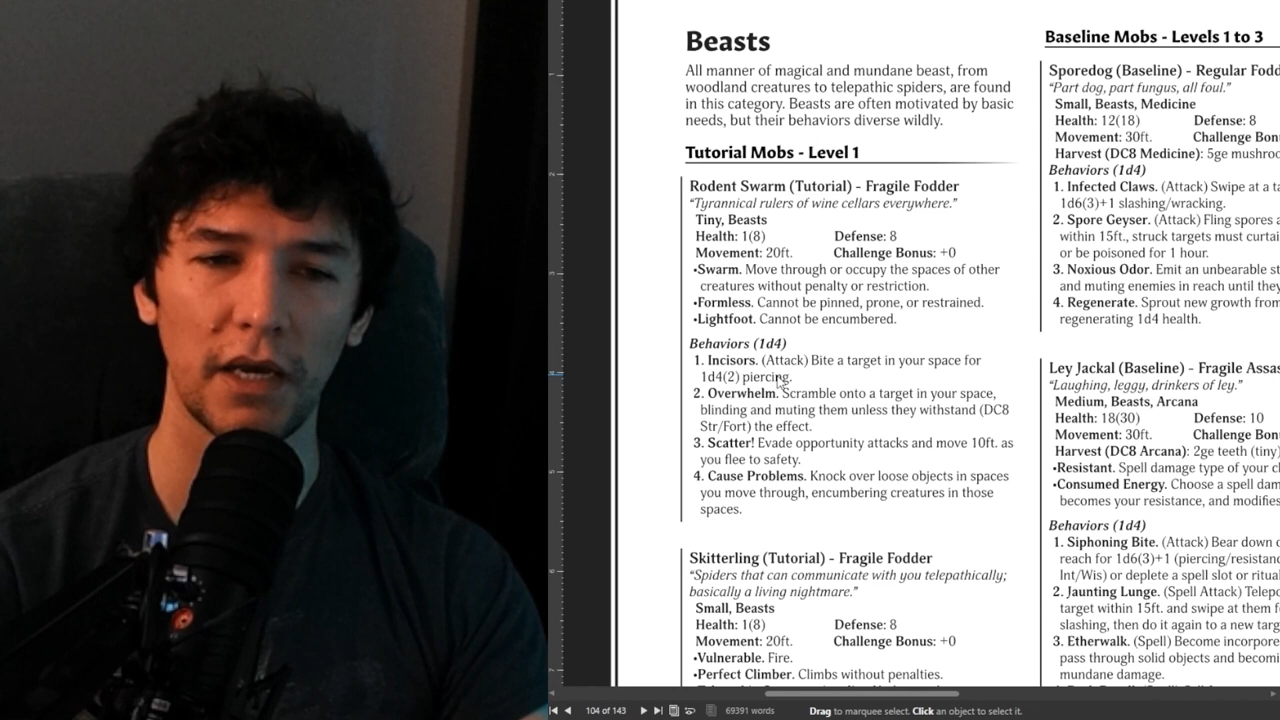 Beasts
All manner of magical and mundane beast, from
woodland creatures to telepathic spiders, are found
in this category. Beasts are often motivated by basic
needs, but their behaviors diverse wildly.
Tutorial Mobs - Level 1
Rodent Swarm (Tutorial) - Fragile Fodder
“Tyrannical rulers of wine cellars everywhere.”
Tiny, Beasts
Health: 1(8) Defense: 8
Movement: 20ft. Challenge Bonus: +0
•Swarm. Move through or occupy the spaces of other
creatures without penalty or restriction.
•Formless. Cannot be pinned, prone, or restrained.
•Lightfoot. Cannot be encumbered.
Behaviors (1d4)
1. Incisors. (Attack) Bite a target in your space for
1d4(2) piercing.
2. Overwhelm. Scramble onto a target in your space,
blinding and muting them unless they withstand (DC8
Str/Fort) the effect.
3. Scatter! Evade opportunity attacks and move 10ft. as
you flee to safety.
4. Cause Problems. Knock over loose objects in spaces
you move through, encumbering creatures in those
spaces.
Skitterling (Tutorial) - Fragile Fodder
“Spiders that can communicate with you telepathically;
basically a living nightmare.”
Small, Beasts
Health: 1(8) Defense: 8
Movement: 20ft. Challenge Bonus: +0
•Vulnerable. Fire.
•Perfect Climber. Climbs without penalties.
Baseline Mobs - Levels 1 to 3
Sporedog (Baseline) - Regular Fodd
“Part dog, part fungus, all foul.”
Small, Beasts, Medicine
Health: 12(18) Defense: 8
Movement: 30ft. Challenge Bon
Harvest (DC8 Medicine): 5ge mushroo
Behaviors (1d4)
1. Infected Claws. (Attack) Swipe at a ta
1d6(3)+1 slashing/wracking.
2. Spore Geyser. (Attack) Fling spores a
within 15ft., struck targets must curtai
or be poisoned for 1 hour.
3. Noxious Odor. Emit an unbearable st
and muting enemies in reach until they
4. Regenerate. Sprout new growth from
regenerating 1d4 health.
Ley Jackal (Baseline) - Fragile Assas
“Laughing, leggy, drinkers of ley.”
Medium, Beasts, Arcana
Health: 18(30) Defense: 10
Movement: 30ft. Challenge Bon
Harvest (DC8 Arcana): 2ge teeth (tiny)
•Resistant. Spell damage type of your cl
•Consumed Energy. Choose a spell dam
becomes your resistance, and modifies
Behaviors (1d4)
1. Siphoning Bite. (Attack) Bear down o
reach for 1d6(3)+1 (piercing/resistanc
Int/Wis) or deplete a spell slot or ritua
2. Jaunting Lunge. (Spell Attack) Telepo
target within 15ft. and swipe at them f
slashing, then do it again to a new targ
3. Etherwalk. (Spell) Become incorpore
pass through solid objects and becomi
mundane damage.
104 of 143 69391 words Drag to marquee select. Click an object to select it.